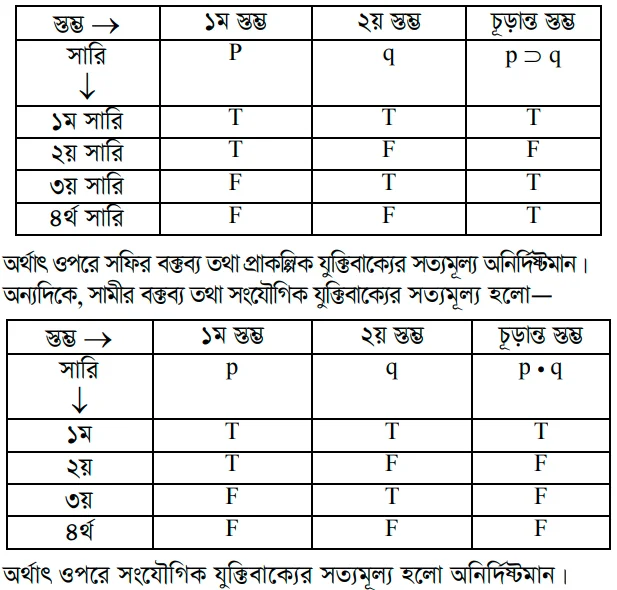 স্তম্ভ → ১ম স্তম্ভ ২য় স্তম্ভ চূড়ান্ত স্তম্ভ
সারি P q p ⊃ q
↓
১ম সারি T T T
২য় সারি T F F
৩য় সারি F T T
৪র্থ সারি F F T
অর্থাৎ ওপরে সফির বক্তব্য তথা প্রাকল্পিক যুক্তিবাক্যের সত্যমূল্য অনির্দিষ্টমান।
অন্যদিকে, সামীর বক্তব্য তথা সংযৌগিক যুক্তিবাক্যের সত্যমূল্য হলো—
স্তম্ভ → ১ম স্তম্ভ ২য় স্তম্ভ চূড়ান্ত স্তম্ভ
সারি p q p • q
↓
১ম T T T
২য় T F F
৩য় F T F
৪র্থ F F F
অর্থাৎ ওপরে সংযৌগিক যুক্তিবাক্যের সত্যমূল্য হলো অনির্দিষ্টমান।